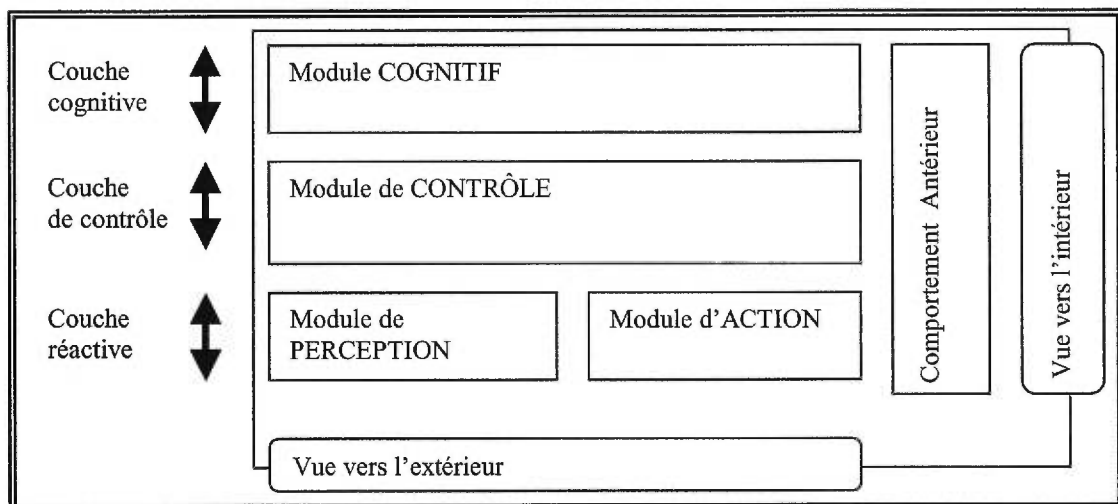 Couche
cognitive
Module COGNITIF
Couche
de contrôle
Module de CONTRÔLE
Couche
réactive
Module de
PERCEPTION
Module d'ACTION
Comportement Antérieur
Vue vers l'intérieur
Vue vers l'extérieur